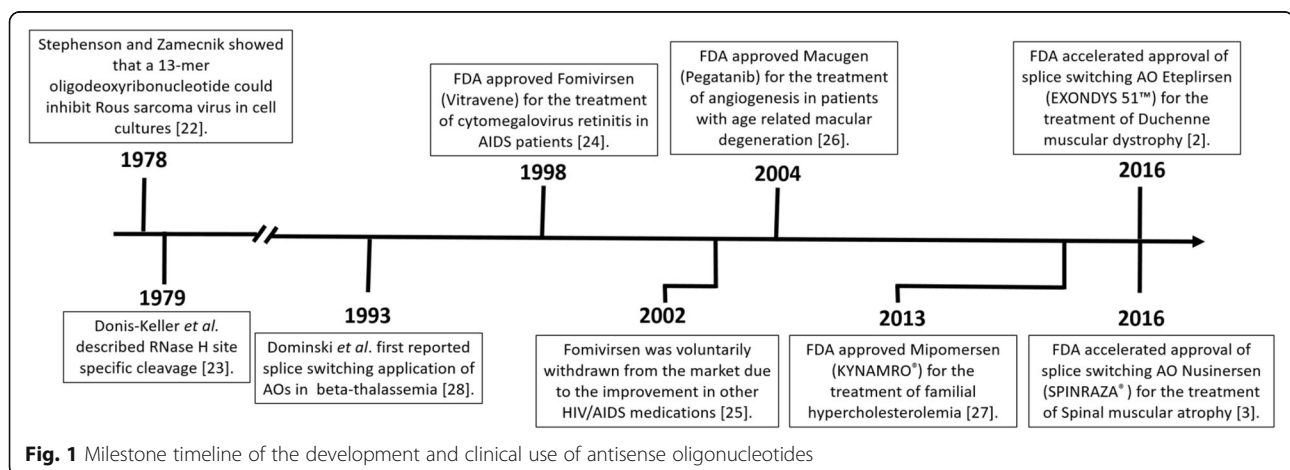 Stephenson and Zamecnik showed
that a 13-mer
oligodeoxyribonucleotide could
inhibit Rous sarcoma virus in cell
cultures [22].
1978
FDA approved Fomivirsen
(Vitravene) for the treatment
of cytomegalovirus retinitis in
AIDS patients [24].
1998
FDA approved Macugen
(Pegatanib) for the treatment
of angiogenesis in patients
with age related macular
degeneration [26].
2004
FDA accelerated approval of
splice switching AO Eteplirsen
(EXONDYS 51™) for the
treatment of Duchenne
muscular dystrophy [2].
2016
1979
Donis-Keller et al.
described RNase H site
specific cleavage [23].
1993
Dominski et al. first reported
splice switching application of
AOs in beta-thalassemia [28].
2002
Fomivirsen was voluntarily
withdrawn from the market due
to the improvement in other
HIV/AIDS medications [25].
2013
FDA approved Mipomersen
(KYNAMRO®) for the
treatment of familial
hypercholesterolemia [27].
2016
FDA accelerated approval of
splice switching AO Nusinersen
(SPINRAZA®) for the treatment
of Spinal muscular atrophy [3].
Fig. 1 Milestone timeline of the development and clinical use of antisense oligonucleotides